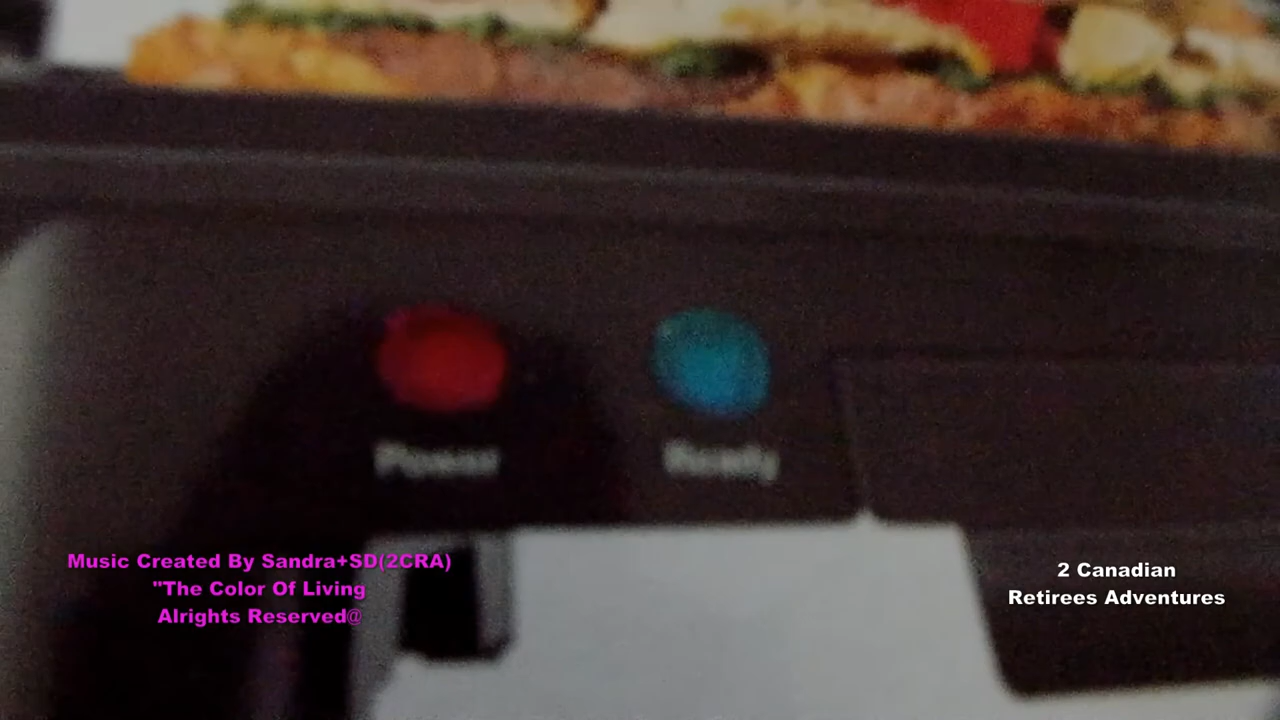 Power
Ready
Music Created By Sandra+SD(2CRA)
"The Color Of Living
Alrights Reserved@
2 Canadian
Retirees Adventures